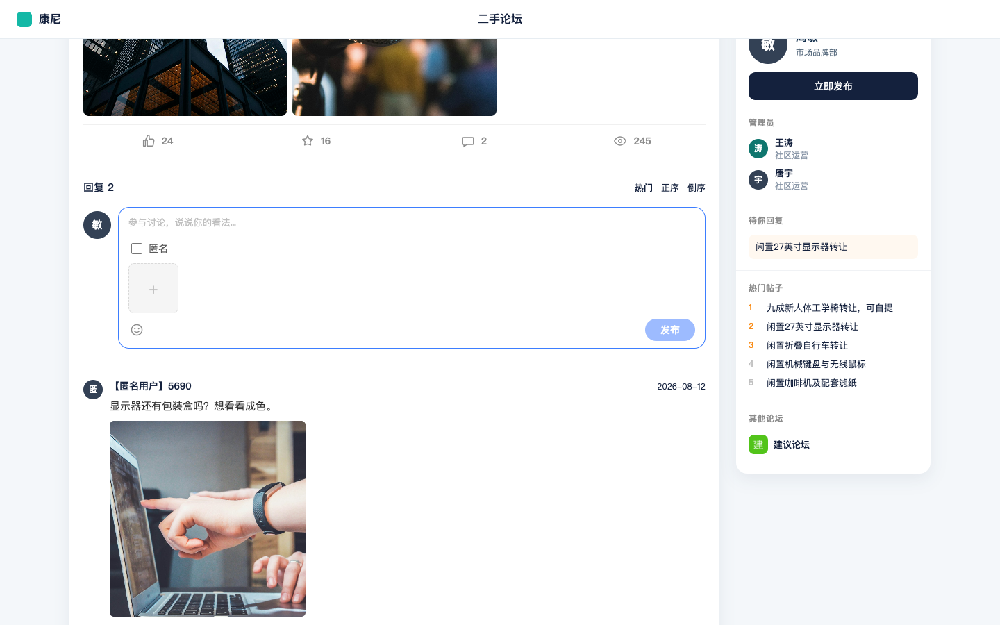 康尼
二手论坛
24
16
2
245
回复 2
热门 正序 倒序
敏
参与讨论，说说你的看法...
匿名
发布
匿
【匿名用户】5690
2026-08-12
显示器还有包装盒吗？想看看成色。
敏
市场品牌部
立即发布
管理员
涛
王涛
社区运营
宇
唐宇
社区运营
待你回复
闲置27英寸显示器转让
热门帖子
1 九成新人体工学椅转让，可自提
2 闲置27英寸显示器转让
3 闲置折叠自行车转让
4 闲置机械键盘与无线鼠标
5 闲置咖啡机及配套滤纸
其他论坛
建
建议论坛